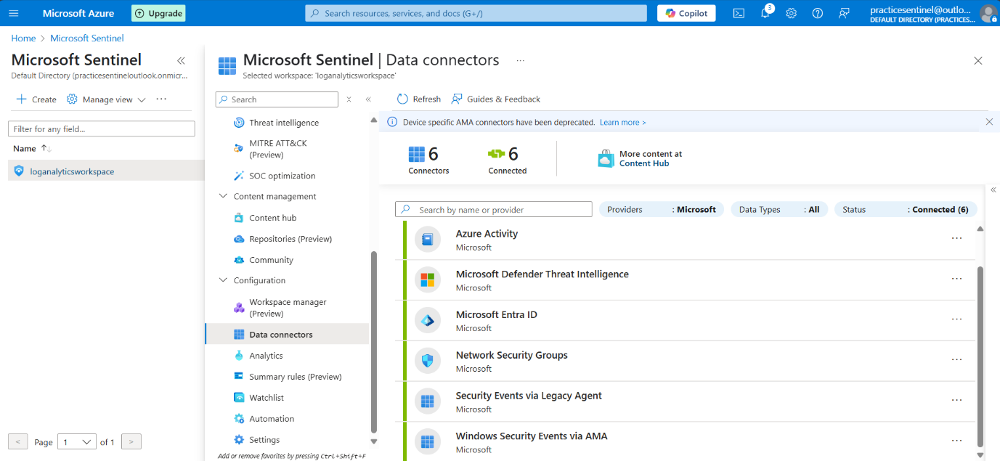 Microsoft Azure
Upgrade
Search resources, services, and docs (G+/)
Copilot
3
practicesentinel@outlo...
DEFAULT DIRECTORY (PRACTICES...
Home > Microsoft Sentinel
Microsoft Sentinel
Default Directory (practicesentineloutlook.onmicr...
Create
Manage view
...
Filter for any field...
Name
loganalyticsworkspace
< Page 1 of 1 >
Microsoft Sentinel | Data connectors
...
Selected workspace: 'loganalyticsworkspace'
Search
Threat intelligence
MITRE ATT&CK
(Preview)
SOC optimization
Content management
Content hub
Repositories (Preview)
Community
Configuration
Workspace manager
(Preview)
Data connectors
Analytics
Summary rules (Preview)
Watchlist
Automation
Settings
Add or remove favorites by pressing Ctrl+Shift+F
Refresh
Guides & Feedback
Device specific AMA connectors have been deprecated. Learn more >
6
Connectors
6
Connected
More content at
Content Hub
Search by name or provider
Providers : Microsoft
Data Types : All
Status : Connected (6)
Azure Activity
Microsoft
Microsoft Defender Threat Intelligence
Microsoft
Microsoft Entra ID
Microsoft
Network Security Groups
Microsoft
Security Events via Legacy Agent
Microsoft
Windows Security Events via AMA
Microsoft